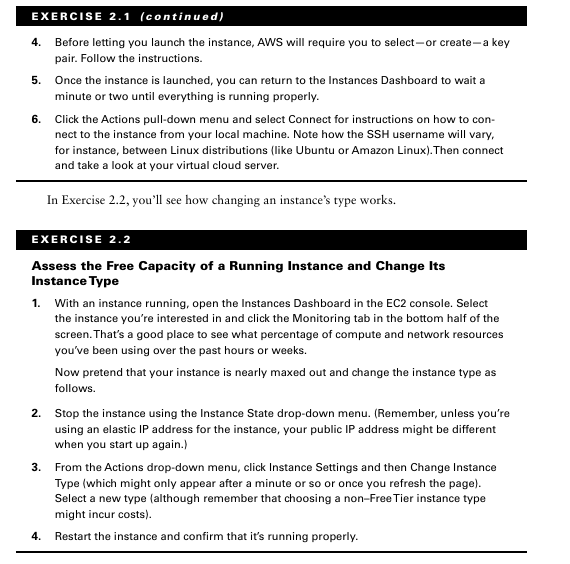 EXERCISE 2.1 (continued)
4. Before letting you launch the instance, AWS will require you to select—or create—a key
pair. Follow the instructions.
5. Once the instance is launched, you can return to the Instances Dashboard to wait a
minute or two until everything is running properly.
6. Click the Actions pull-down menu and select Connect for instructions on how to con-
nect to the instance from your local machine. Note how the SSH username will vary,
for instance, between Linux distributions (like Ubuntu or Amazon Linux).Then connect
and take a look at your virtual cloud server.
In Exercise 2.2, you’ll see how changing an instance’s type works.
EXERCISE 2.2
Assess the Free Capacity of a Running Instance and Change Its
Instance Type
1. With an instance running, open the Instances Dashboard in the EC2 console. Select
the instance you’re interested in and click the Monitoring tab in the bottom half of the
screen.That’s a good place to see what percentage of compute and network resources
you’ve been using over the past hours or weeks.
Now pretend that your instance is nearly maxed out and change the instance type as
follows.
2. Stop the instance using the Instance State drop-down menu. (Remember, unless you’re
using an elastic IP address for the instance, your public IP address might be different
when you start up again.)
3. From the Actions drop-down menu, click Instance Settings and then Change Instance
Type (which might only appear after a minute or so or once you refresh the page).
Select a new type (although remember that choosing a non–Free Tier instance type
might incur costs).
4. Restart the instance and confirm that it’s running properly.